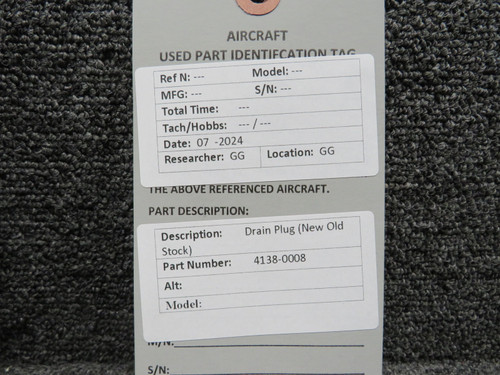 AIRCRAFT
USED PART IDENTIFCATION TAG
Ref N: --- Model: ---
MFG: --- S/N: ---
Total Time: ---
Tach/Hobbs: --- / ---
Date: 07 -2024
Researcher: GG Location: GG
THE ABOVE REFERENCED AIRCRAFT.
PART DESCRIPTION:
Description: Drain Plug (New Old
Stock)
Part Number: 4138-0008
Alt:
Model:
M/N:
S/N: